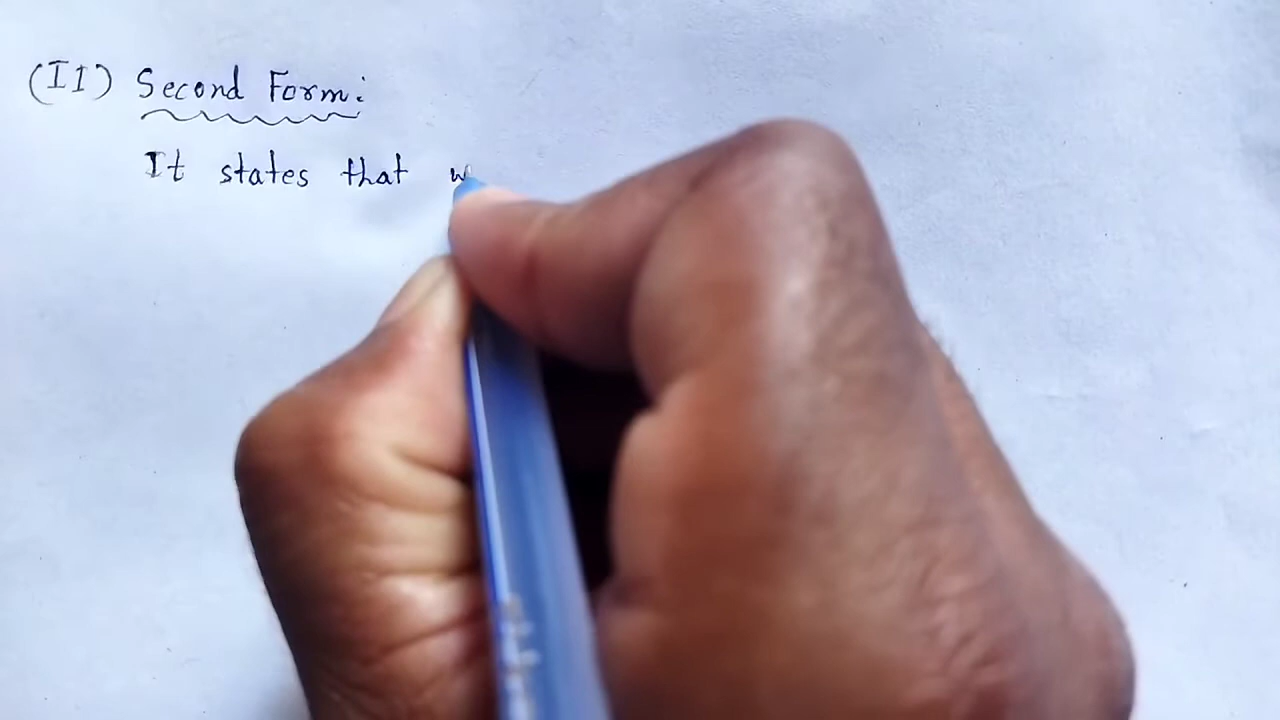 (II) Second Form:
It states that w